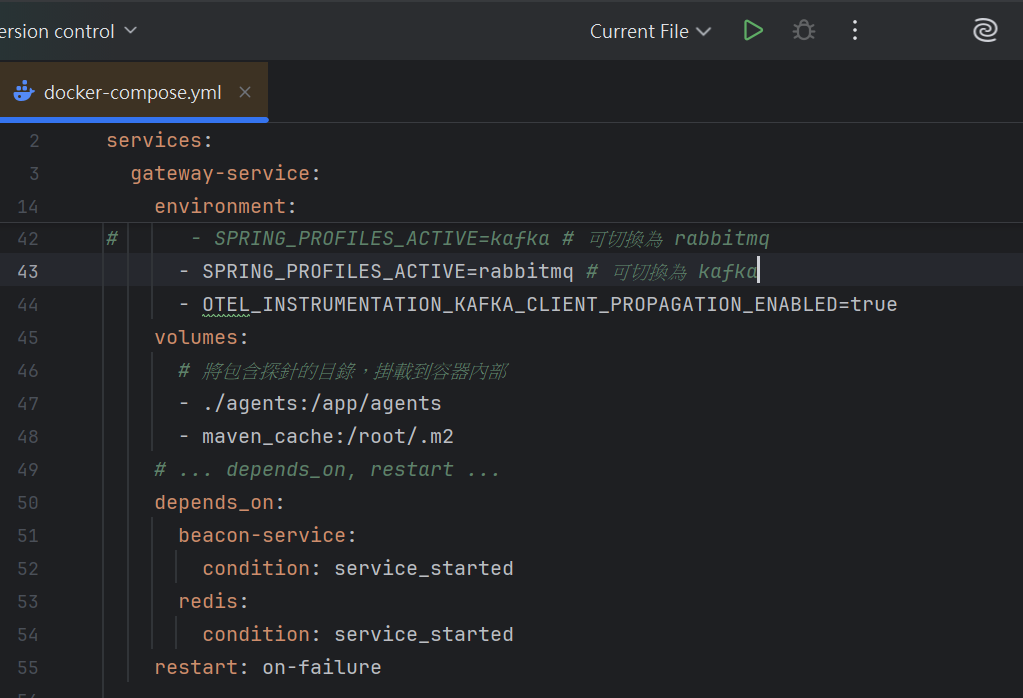 ersion control
Current File
docker-compose.yml
2 services:
3 gateway-service:
14 environment:
42 # - SPRING_PROFILES_ACTIVE=kafka # 可切換為 rabbitmq
43 - SPRING_PROFILES_ACTIVE=rabbitmq # 可切換為 kafka
44 - OTEL_INSTRUMENTATION_KAFKA_CLIENT_PROPAGATION_ENABLED=true
45 volumes:
46 # 將包含探針的目錄，掛載到容器內部
47 - ./agents:/app/agents
48 - maven_cache:/root/.m2
49 # ... depends_on, restart ...
50 depends_on:
51 beacon-service:
52 condition: service_started
53 redis:
54 condition: service_started
55 restart: on-failure